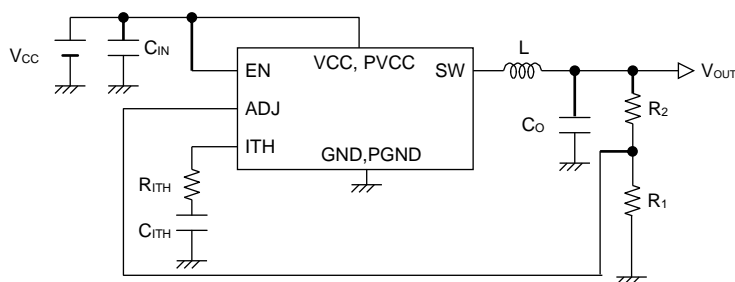 VCC
CIN
EN
VCC, PVCC
SW
L
VOUT
ADJ
R2
CO
ITH
GND,PGND
RITH
R1
CITH